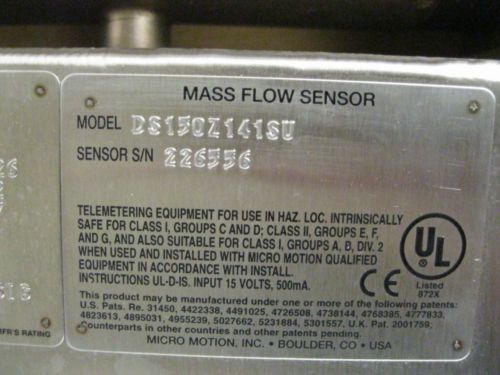 MASS FLOW SENSOR
MODEL DS150Z141SU
SENSOR S/N 226556
TELEMETERING EQUIPMENT FOR USE IN HAZ. LOC. INTRINSICALLY
SAFE FOR CLASS I, GROUPS C AND D; CLASS II, GROUPS E, F,
AND G, AND ALSO SUITABLE FOR CLASS I, GROUPS A, B, DIV. 2
WHEN USED AND INSTALLED WITH MICRO MOTION QUALIFIED
EQUIPMENT IN ACCORDANCE WITH INSTALL.
INSTRUCTIONS UL-D-IS. INPUT 15 VOLTS, 500mA.
UL
Listed
872X
CE
This product may be manufactured under one or more of the following:
U.S. Pats. Re. 31450, 4422338, 4491025, 4726508, 4738144, 4768385, 4777833,
4823613, 4895031, 4955239, 5027662, 5231884, 5301557, U.K. Pat. 2001759;
counterparts in other countries and other patents pending.
MICRO MOTION, INC. • BOULDER, CO • USA
MFR'S RATING